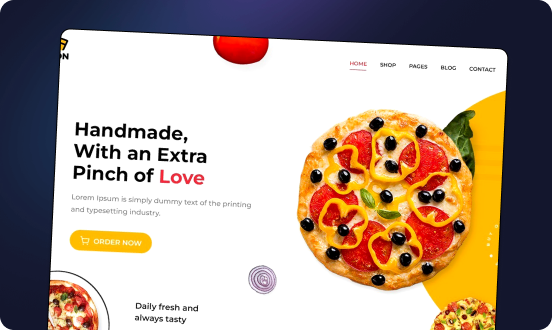 ON
HOME SHOP PAGES BLOG CONTACT
Handmade,
With an Extra
Pinch of Love
Lorem Ipsum is simply dummy text of the printing
and typesetting industry.
ORDER NOW
Daily fresh and
always tasty